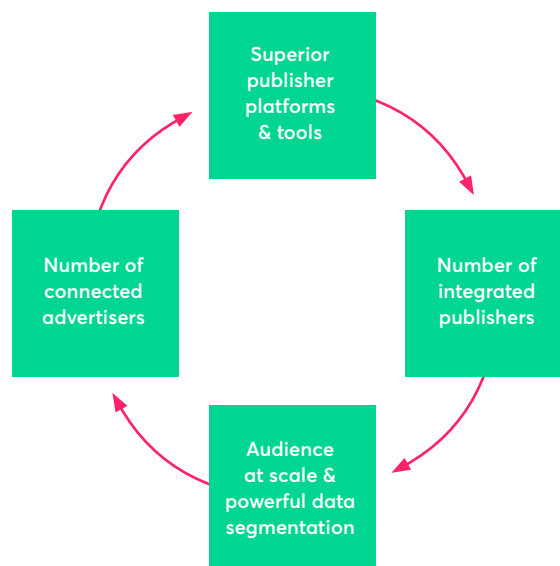 Superior
publisher
platforms
& tools
Number of
connected
advertisers
Number of
integrated
publishers
Audience
at scale &
powerful data
segmentation